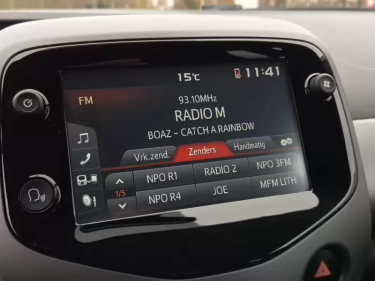 15°C 11:41
FM
93.10MHz
RADIO M
BOAZ - CATCH A RAINBOW
Vrk.zend. Zenders Handmatig
1/5
NPO R1 RADIO 2 NPO 3FM
NPO R4 JOE MFM LITH